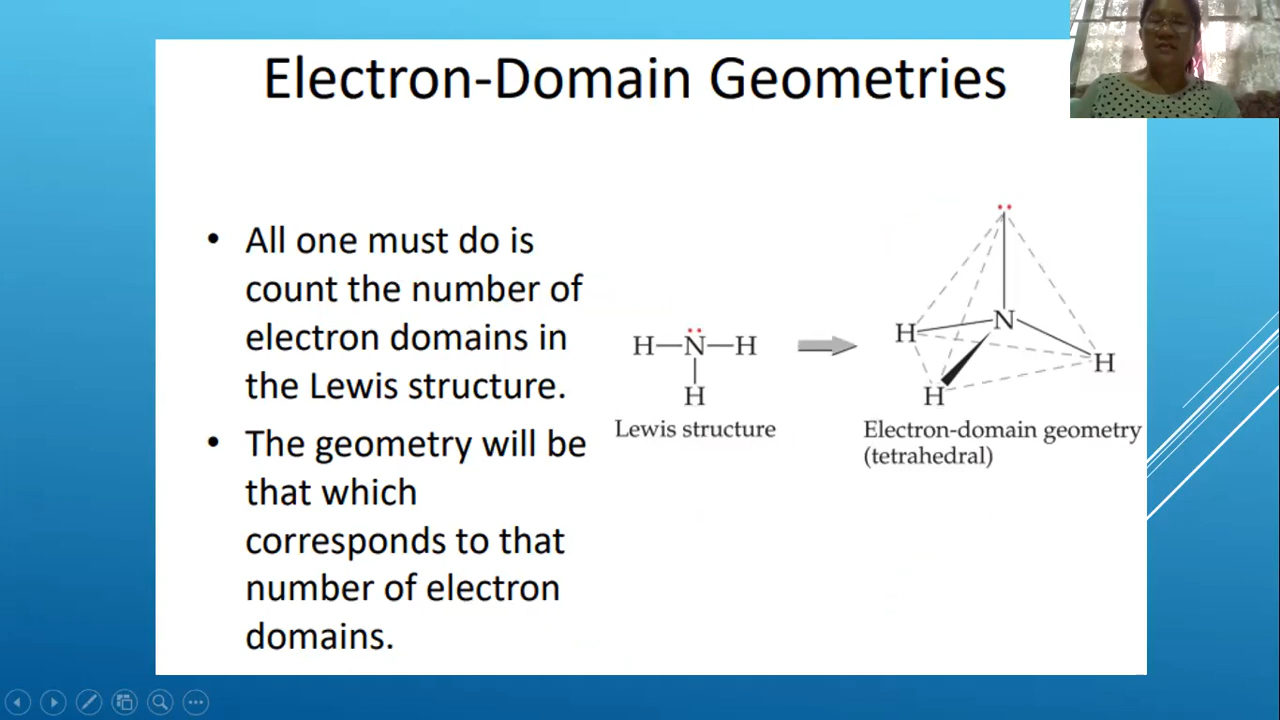 Electron-Domain Geometries
• All one must do is
count the number of
electron domains in
the Lewis structure.
• The geometry will be
that which
corresponds to that
number of electron
domains.
H—N̈—H
H
Lewis structure
N
H
H
H
Electron-domain geometry
(tetrahedral)